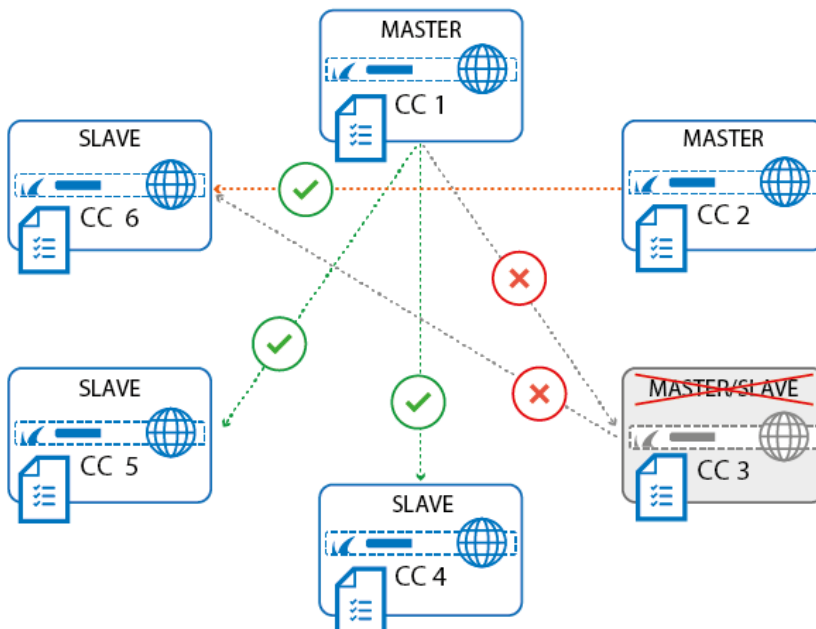 MASTER
CC 1
SLAVE
CC 6
MASTER
CC 2
SLAVE
CC 5
MASTER/SLAVE
CC 3
SLAVE
CC 4